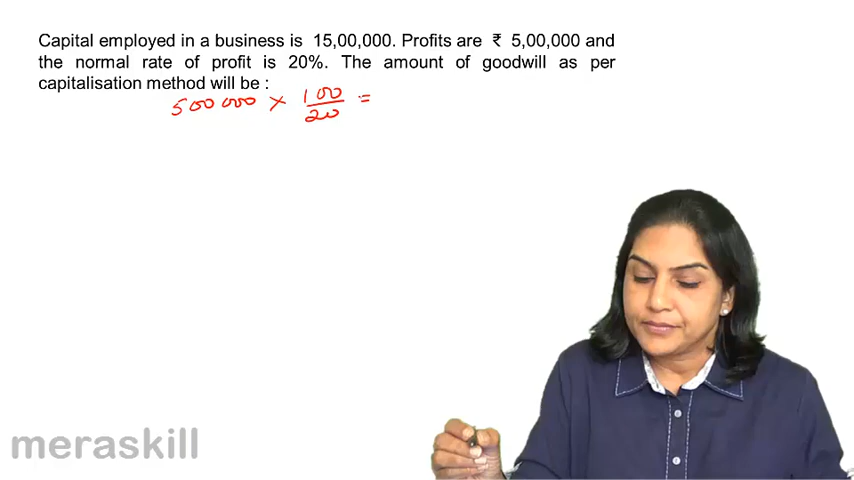 Capital employed in a business is 15,00,000. Profits are ₹ 5,00,000 and
the normal rate of profit is 20%. The amount of goodwill as per
capitalisation method will be :
500000 × 100/20 =
meraskill